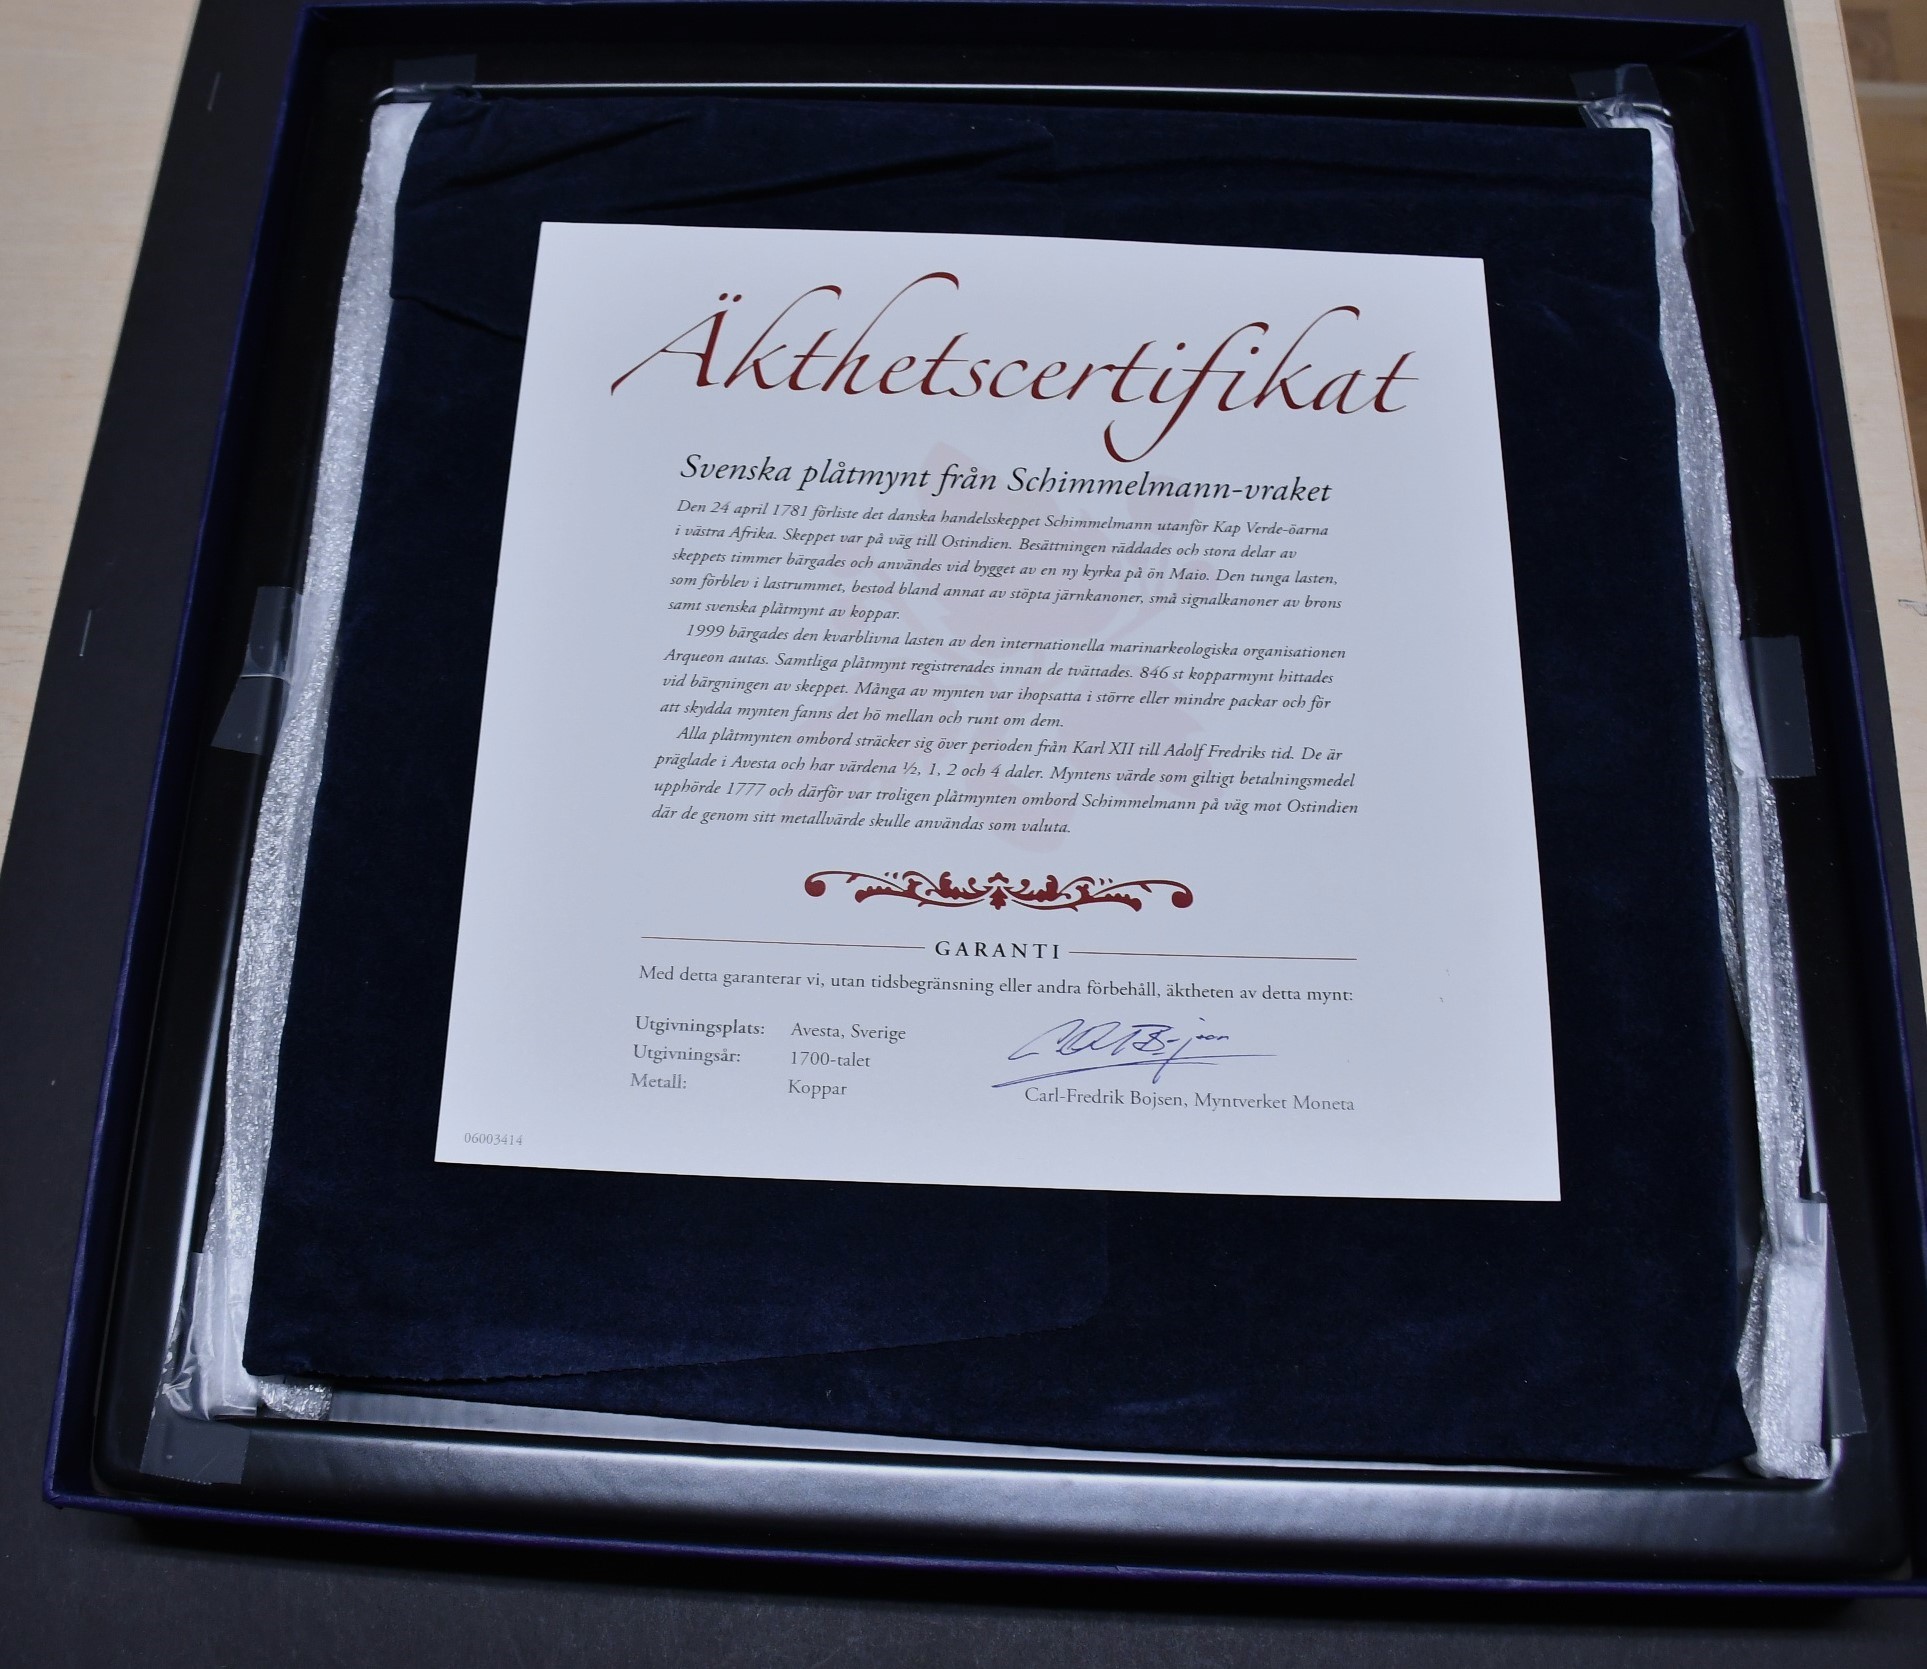 Äkthetscertifikat
Svenska plåtmynt från Schimmelmann-vraket
Den 24 april 1781 förliste det danska handelsskeppet Schimmelmann utanför Kap Verde-öarna
i västra Afrika. Skeppet var på väg till Ostindien. Besättningen räddades och stora delar av
skeppets timmer bärgades och användes vid bygget av en ny kyrka på ön Maio. Den tunga lasten,
som förblev i lastrummet, bestod bland annat av stöpta järnkanoner, små signalkanoner av brons
samt svenska plåtmynt av koppar.
1999 bärgades den kvarblivna lasten av den internationella marinarkeologiska organisationen
Arqueon autas. Samtliga plåtmynt registrerades innan de tvättades. 846 st kopparmynt hittades
vid bärgningen av skeppet. Många av mynten var ihopsatta i större eller mindre packar och för
att skydda mynten fanns det hö mellan och runt om dem.
Alla plåtmynten ombord sträcker sig över perioden från Karl XII till Adolf Fredriks tid. De är
präglade i Avesta och har värdena ½, 1, 2 och 4 daler. Myntens värde som giltigt betalningsmedel
upphörde 1777 och därför var troligen plåtmynten ombord Schimmelmann på väg mot Ostindien
där de genom sitt metallvärde skulle användas som valuta.
GARANTI
Med detta garanterar vi, utan tidsbegränsning eller andra förbehåll, äktheten av detta mynt:
Utgivningsplats: Avesta, Sverige
Utgivningsår: 1700-talet
Metall: Koppar
Carl-Fredrik Bojsen, Myntverket Moneta
06003414